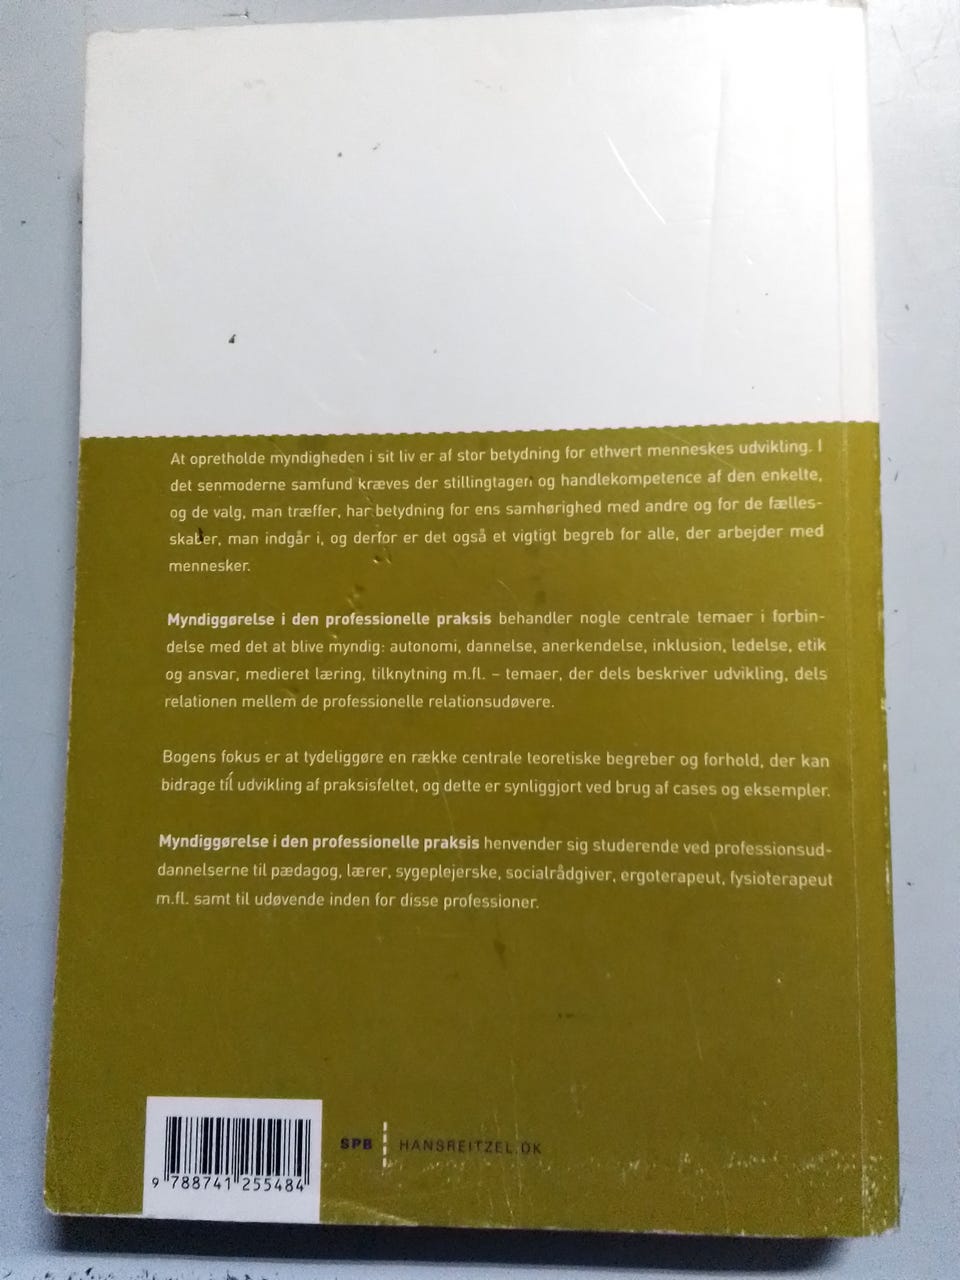 At opretholde myndigheden i sit liv er af stor betydning for ethvert menneskes udvikling. I
det senmoderne samfund kræves der stillingtagen og handlekompetence af den enkelte,
og de valg, man træffer, har betydning for ens samhørighed med andre og for de fælles-
skaber, man indgår i, og derfor er det også et vigtigt begreb for alle, der arbejder med
mennesker.
Myndiggørelse i den professionelle praksis behandler nogle centrale temaer i forbin-
delse med det at blive myndig: autonomi, dannelse, anerkendelse, inklusion, ledelse, etik
og ansvar, medieret læring, tilknytning m.fl. – temaer, der dels beskriver udvikling, dels
relationen mellem de professionelle relationsudøvere.
Bogens fokus er at tydeliggøre en række centrale teoretiske begreber og forhold, der kan
bidrage til udvikling af praksisfeltet, og dette er synliggjort ved brug af cases og eksempler.
Myndiggørelse i den professionelle praksis henvender sig studerende ved professionsud-
dannelserne til pædagog, lærer, sygeplejerske, socialrådgiver, ergoterapeut, fysioterapeut
m.fl. samt til udøvende inden for disse professioner.
SPB HANSREITZEL.DK
9 788741 255484